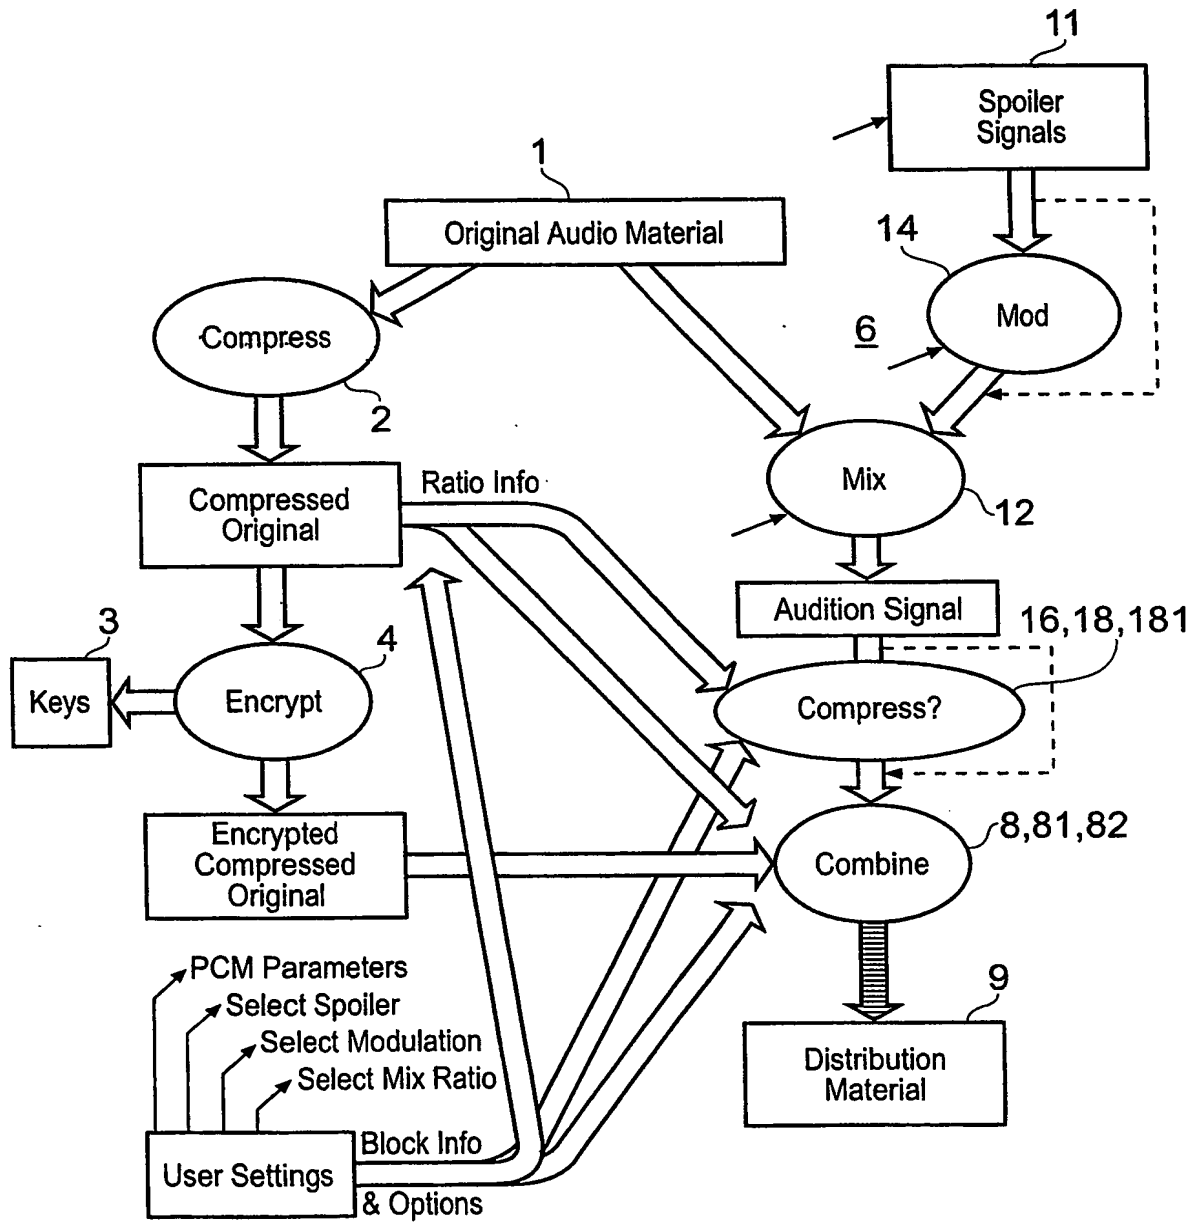 11
Spoiler
Signals
1
Original Audio Material
14
Mod
6
Compress
2
Mix
12
Compressed
Original
Ratio Info
Audition Signal
16,18,181
3
Keys
4
Encrypt
Compress?
Encrypted
Compressed
Original
8,81,82
Combine
PCM Parameters
Select Spoiler
Select Modulation
Select Mix Ratio
9
Distribution
Material
User Settings
Block Info
& Options